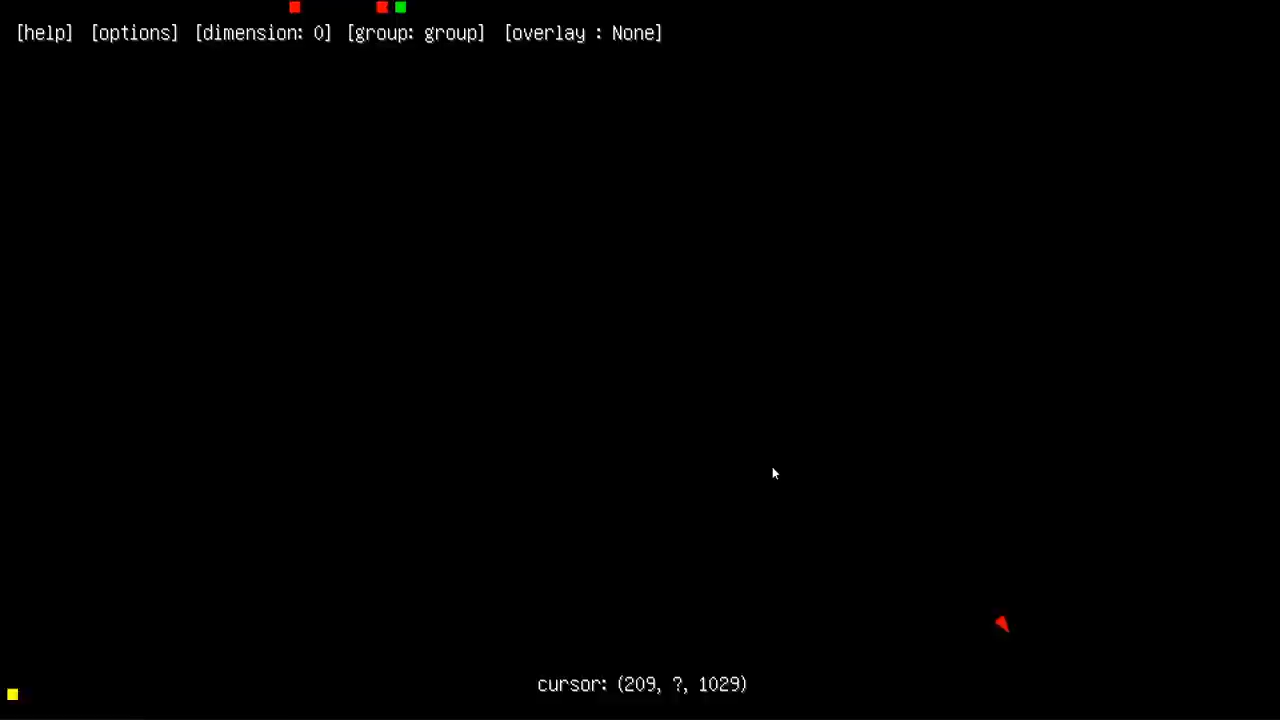 [help] [options] [dimension: 0] [group: group] [overlay : None]
cursor: (209, ?, 1029)